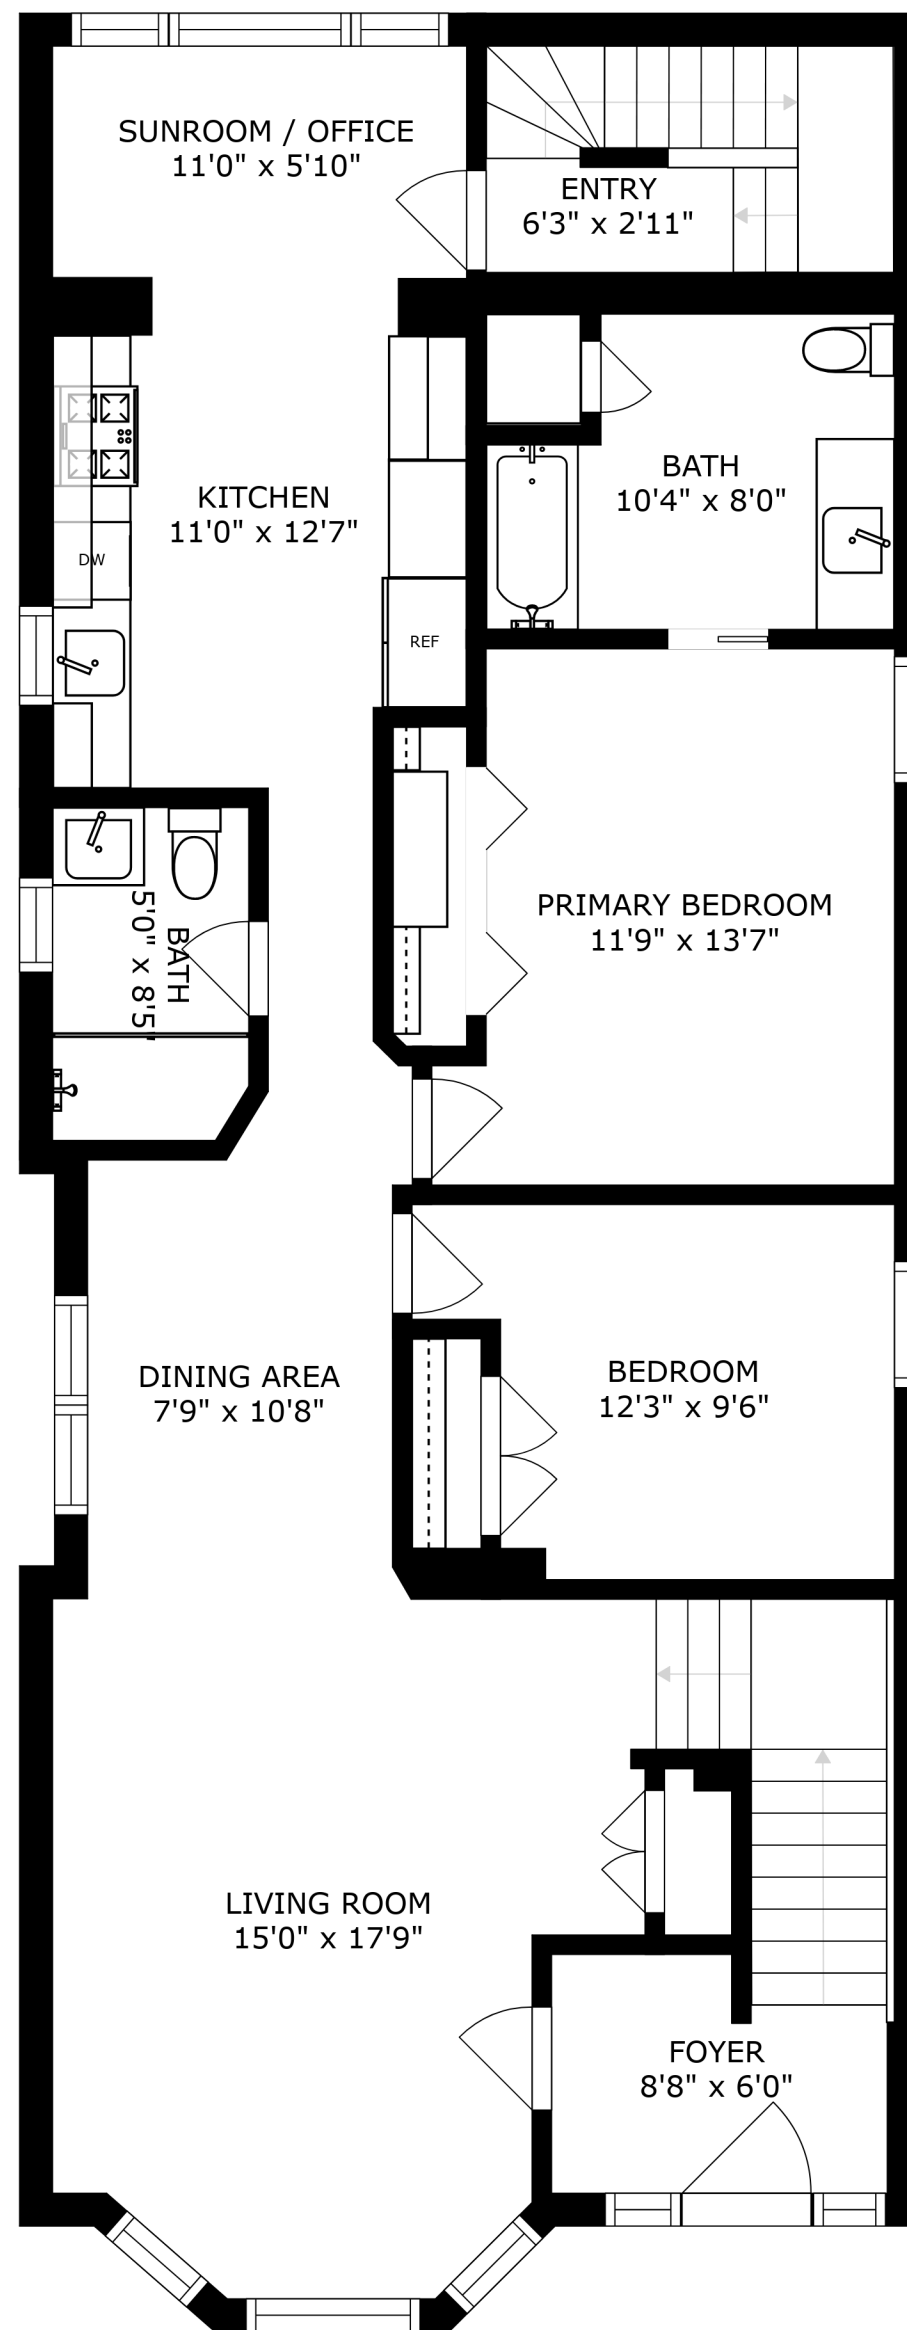 SUNROOM / OFFICE
11'0" x 5'10"
ENTRY
6'3" x 2'11"
BATH
10'4" x 8'0"
KITCHEN
11'0" x 12'7"
DW
REF
PRIMARY BEDROOM
11'9" x 13'7"
BATH
5'0" x 8'5"
DINING AREA
7'9" x 10'8"
BEDROOM
12'3" x 9'6"
LIVING ROOM
15'0" x 17'9"
FOYER
8'8" x 6'0"